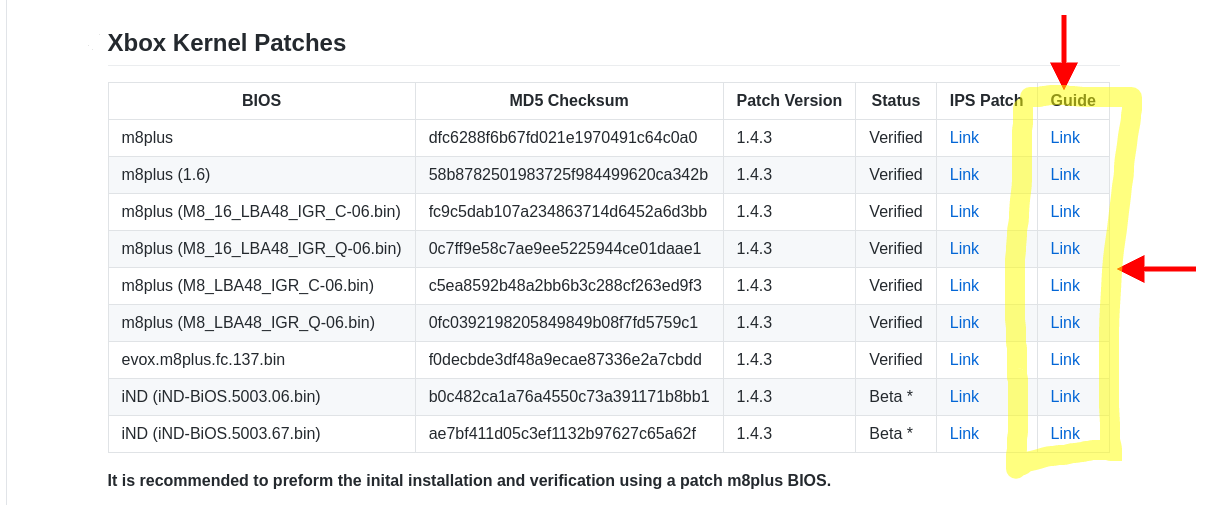 Xbox Kernel Patches
BIOS MD5 Checksum Patch Version Status IPS Patch Guide
m8plus dfc6288f6b67fd021e1970491c64c0a0 1.4.3 Verified Link Link
m8plus (1.6) 58b8782501983725f984499620ca342b 1.4.3 Verified Link Link
m8plus (M8_16_LBA48_IGR_C-06.bin) fc9c5dab107a234863714d6452a6d3bb 1.4.3 Verified Link Link
m8plus (M8_16_LBA48_IGR_Q-06.bin) 0c7ff9e58c7ae9ee5225944ce01daae1 1.4.3 Verified Link Link
m8plus (M8_LBA48_IGR_C-06.bin) c5ea8592b48a2bb6b3c288cf263ed9f3 1.4.3 Verified Link Link
m8plus (M8_LBA48_IGR_Q-06.bin) 0fc0392198205849849b08f7fd5759c1 1.4.3 Verified Link Link
evox.m8plus.fc.137.bin f0decbde3df48a9ecae87336e2a7cbdd 1.4.3 Verified Link Link
iND (iND-BiOS.5003.06.bin) b0c482ca1a76a4550c73a391171b8bb1 1.4.3 Beta * Link Link
iND (iND-BiOS.5003.67.bin) ae7bf411d05c3ef1132b97627c65a62f 1.4.3 Beta * Link Link
It is recommended to preform the inital installation and verification using a patch m8plus BIOS.